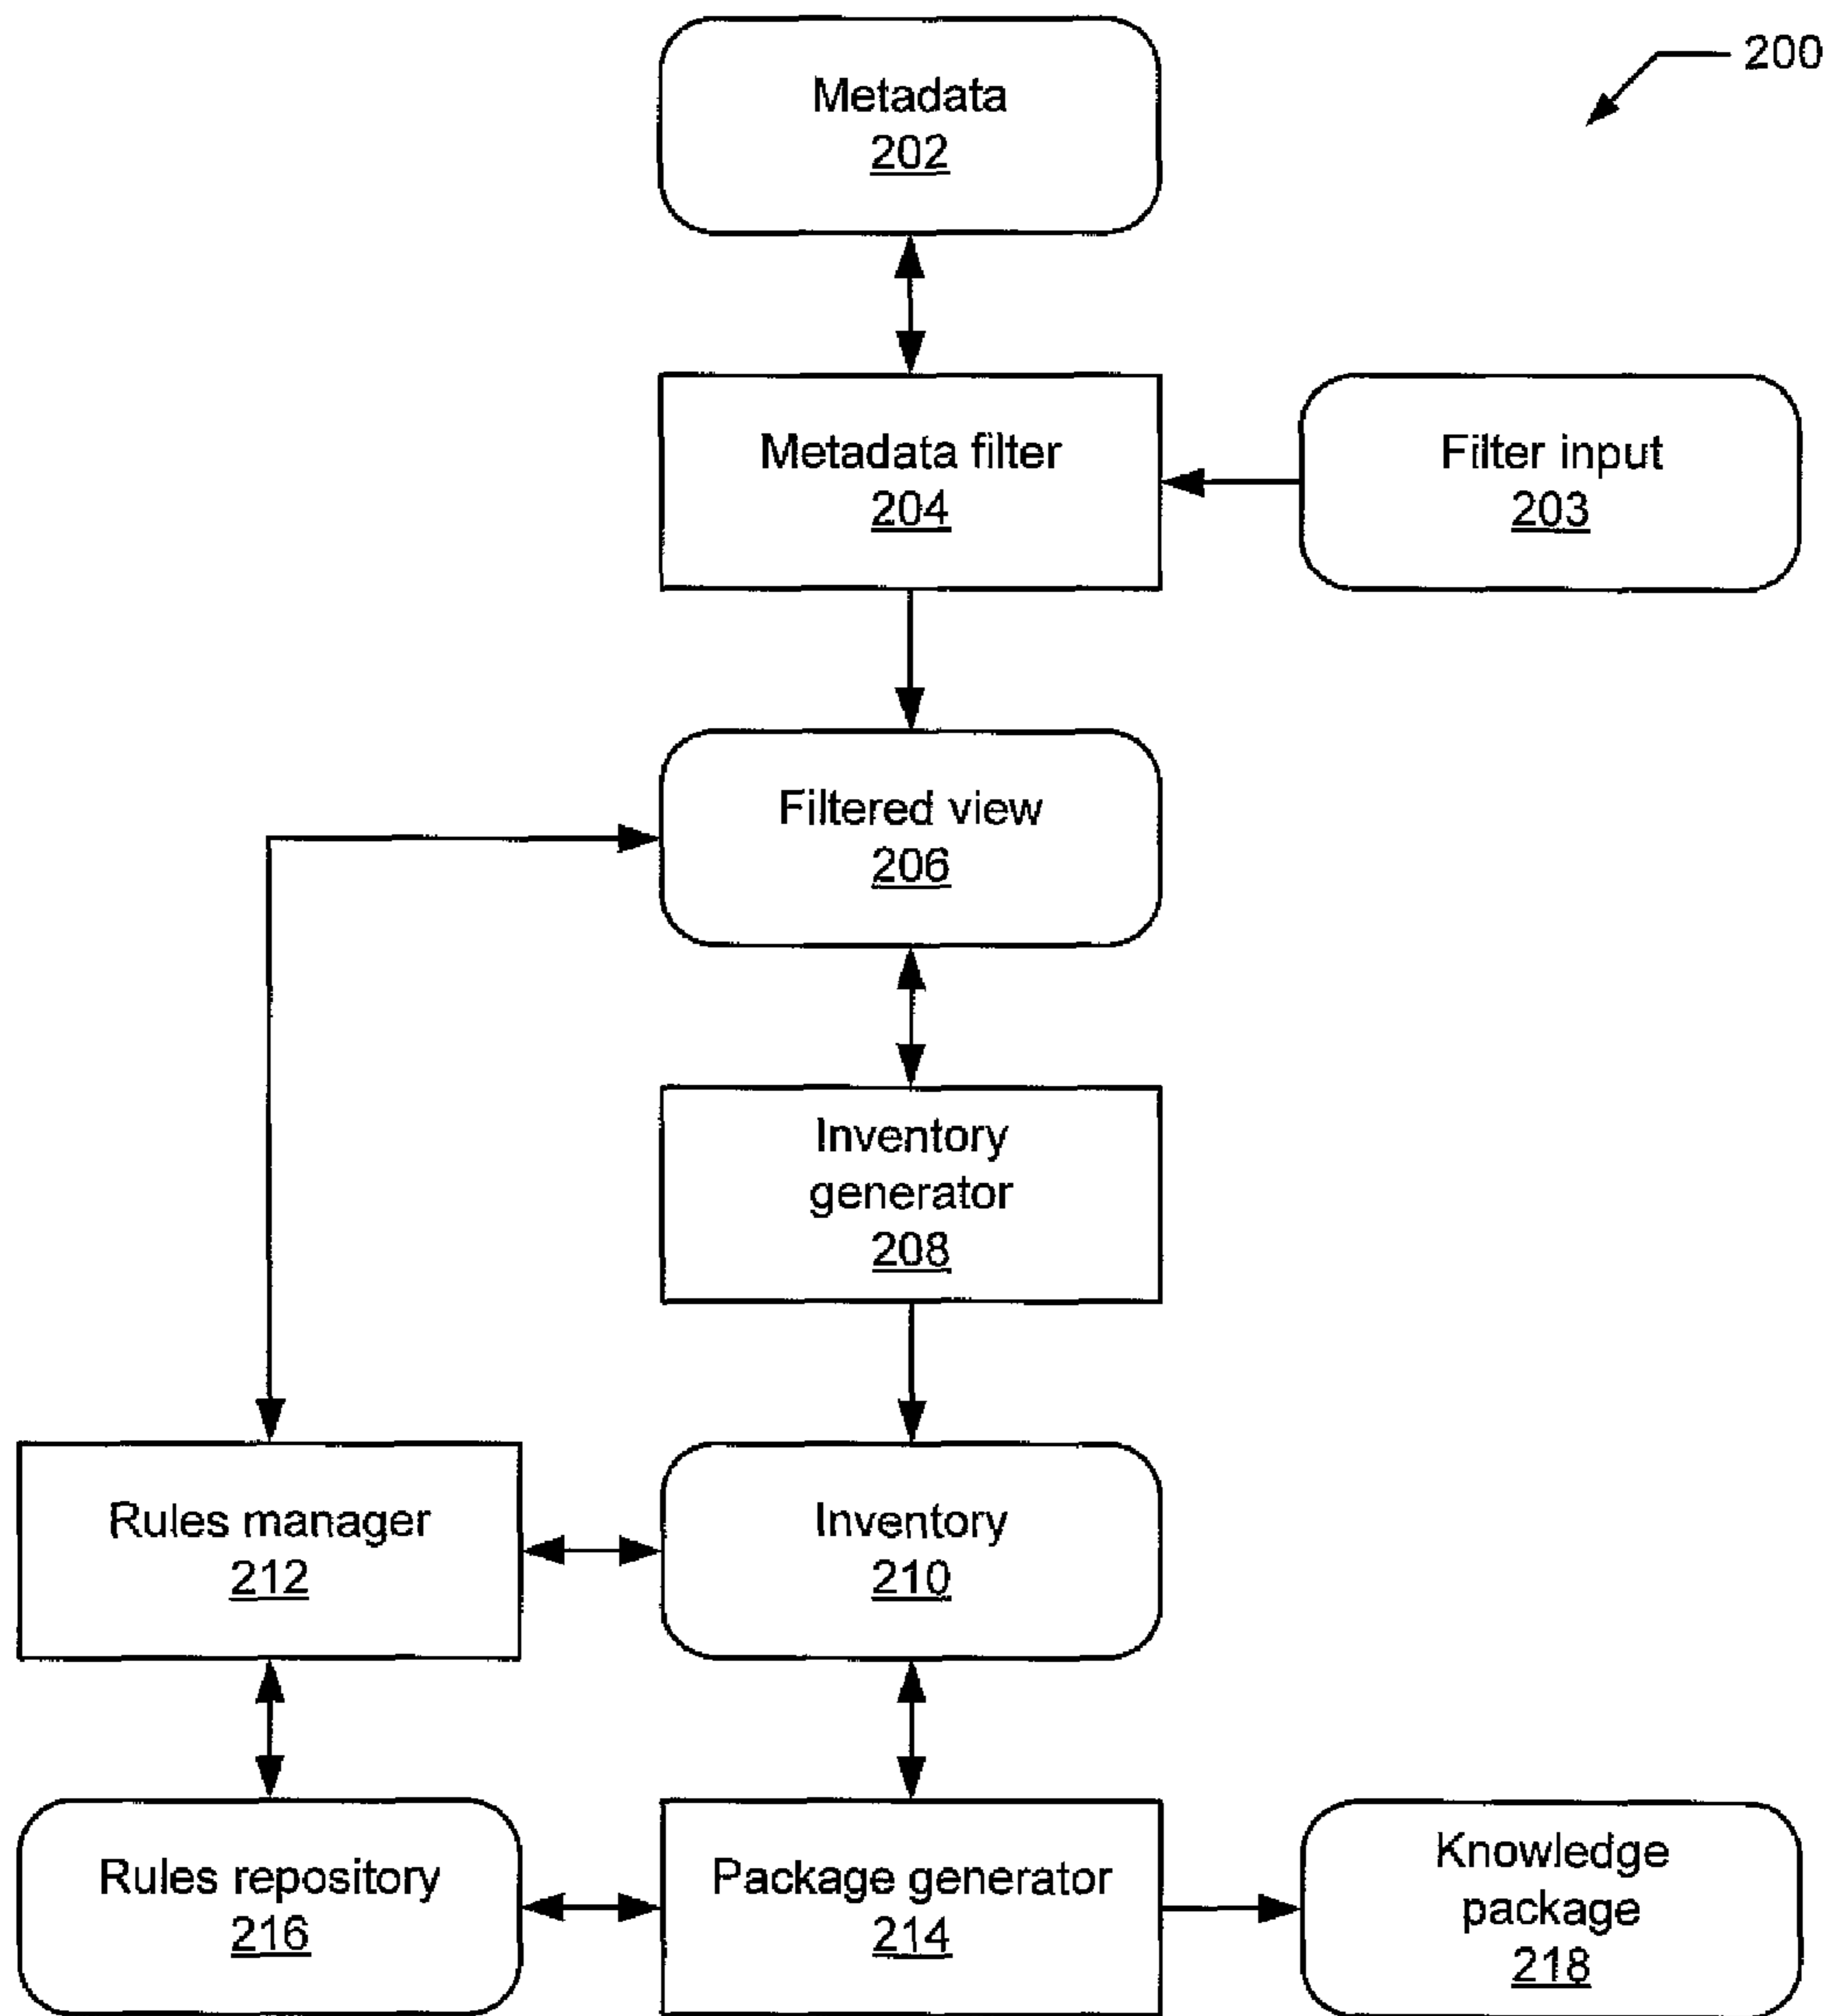 200
Metadata
202
Metadata filter
204
Filter input
203
Filtered view
206
Inventory
generator
208
Rules manager
212
Inventory
210
Rules repository
216
Package generator
214
Knowledge
package
218